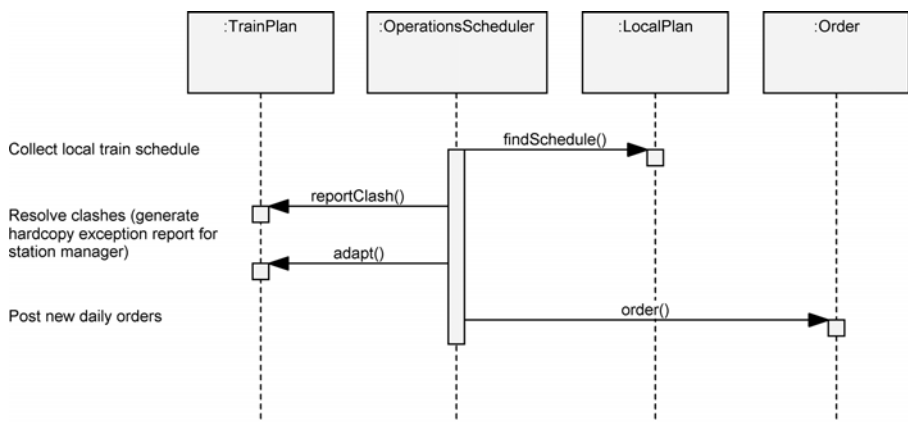 :TrainPlan
:OperationsScheduler
:LocalPlan
:Order
Collect local train schedule
findSchedule()
reportClash()
Resolve clashes (generate
hardcopy exception report for
station manager)
adapt()
Post new daily orders
order()